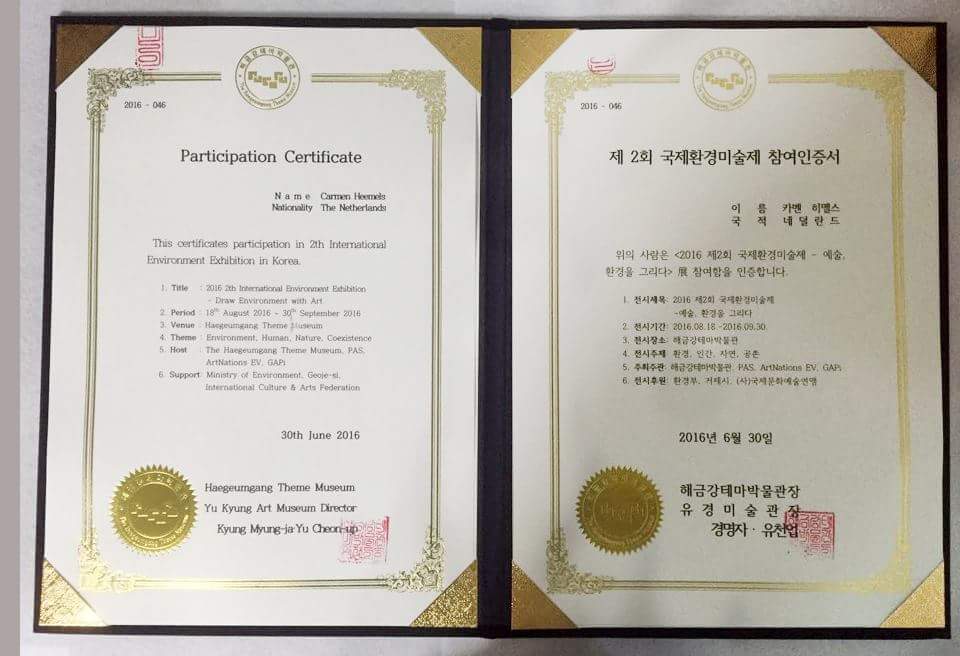 2016 - 046
Participation Certificate
Name Carmen Heemels
Nationality The Netherlands
This certificates participation in 2th International
Environment Exhibition in Korea.
1. Title : 2016 2th International Environment Exhibition
- Draw Environment with Art
2. Period : 18th August 2016 ~ 30th September 2016
3. Venue : Haegeumgang Theme Museum
4. Theme : Environment, Human, Nature, Coexistence
5. Host : The Haegeumgang Theme Museum, PAS,
ArtNations EV, GAPi
6. Support: Ministry of Environment, Geoje-si,
International Culture & Arts Federation
30th June 2016
Haegeumgang Theme Museum
Yu Kyung Art Museum Director
Kyung Myung-ja·Yu Cheon-up
해금강테마박물관
The Haegeumgang Theme Museum
2016 - 046
제 2회 국제환경미술제 참여인증서
이 름 카멘 히멜스
국 적 네덜란드
위의 사람은 <2016 제2회 국제환경미술제 - 예술,
환경을 그리다> 展 참여함을 인증합니다.
1. 전시제목: 2016 제2회 국제환경미술제
-예술, 환경을 그리다
2. 전시기간: 2016.08.18.-2016.09.30.
3. 전시장소: 해금강테마박물관
4. 전시주제: 환경, 인간, 자연, 공존
5. 주최주관: 해금강테마박물관, PAS, ArtNations EV, GAPi
6. 전시후원: 환경부, 거제시, (사)국제문화예술연맹
2016년 6월 30일
해금강테마박물관장
유경미술관장
경명자 · 유천업